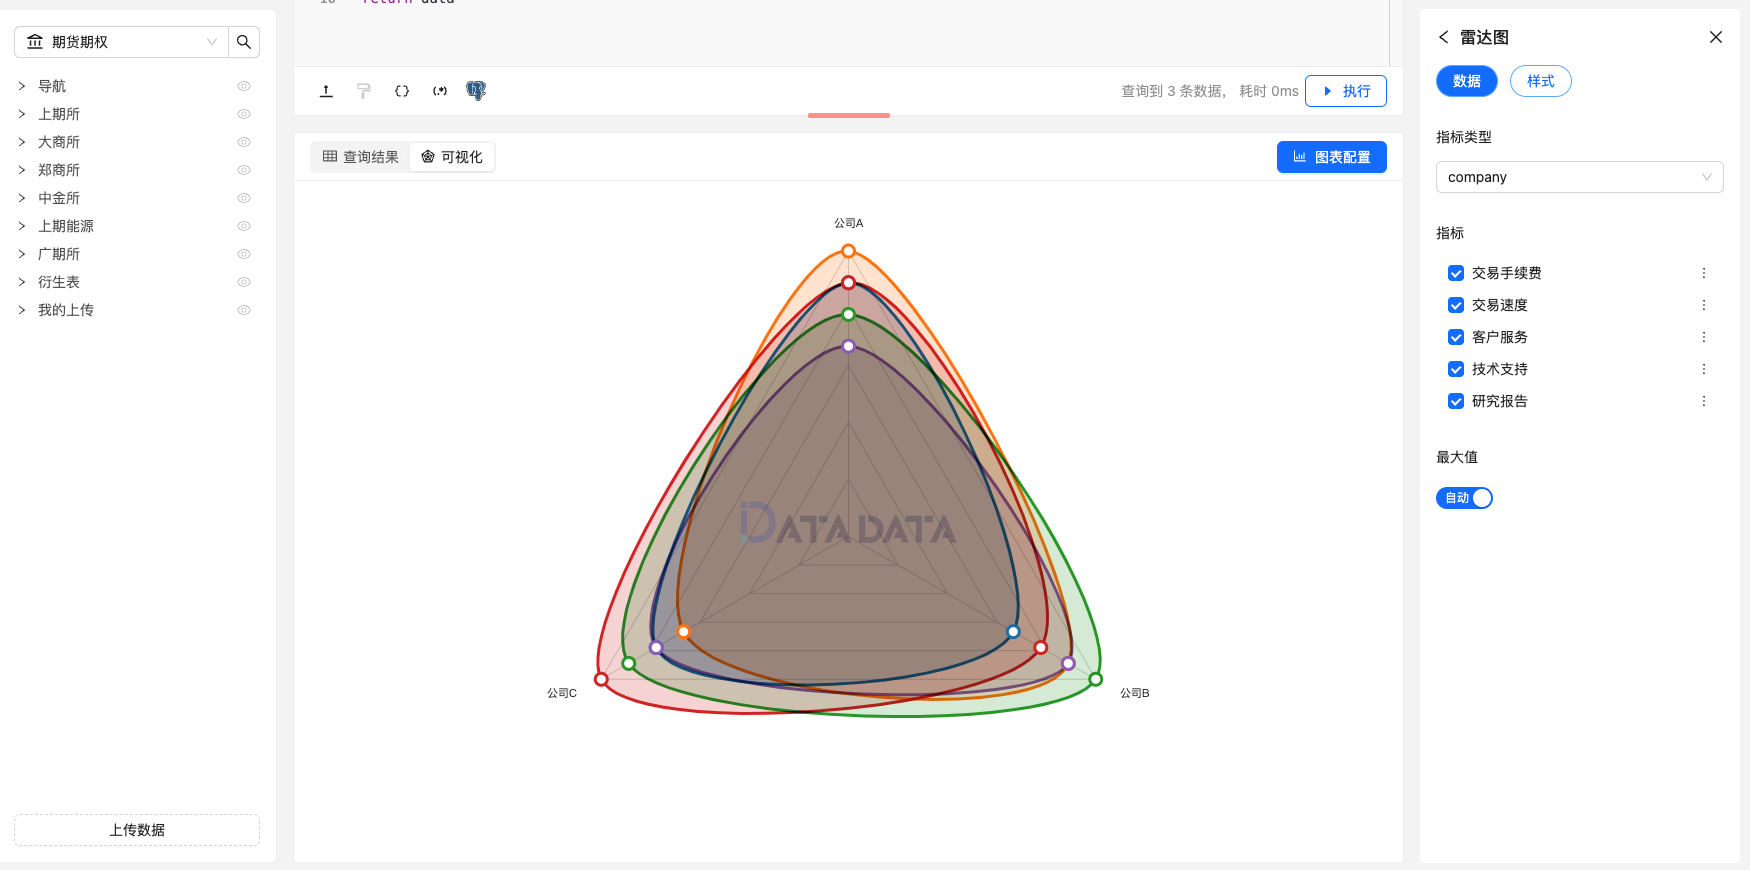 return data
期货期权
导航
上期所
大商所
郑商所
中金所
上期能源
广期所
衍生表
我的上传
上传数据
{}
(.*)
查询到 3 条数据， 耗时 0ms
执行
查询结果
可视化
图表配置
公司A
DATA DATA
公司C
公司B
雷达图
数据
样式
指标类型
company
指标
交易手续费
交易速度
客户服务
技术支持
研究报告
最大值
自动